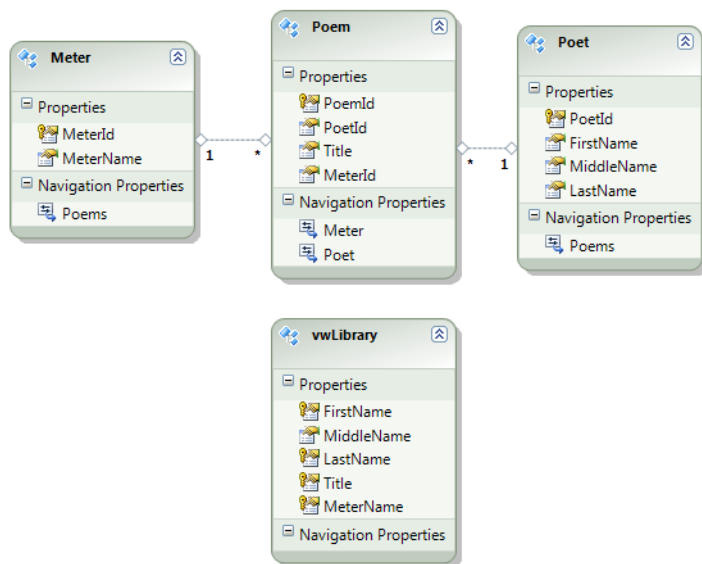 Meter
Properties
MeterId
MeterName
Navigation Properties
Poems
1
*
Poem
Properties
PoemId
PoetId
Title
MeterId
Navigation Properties
Meter
Poet
*
1
Poet
Properties
PoetId
FirstName
MiddleName
LastName
Navigation Properties
Poems
vwLibrary
Properties
FirstName
MiddleName
LastName
Title
MeterName
Navigation Properties